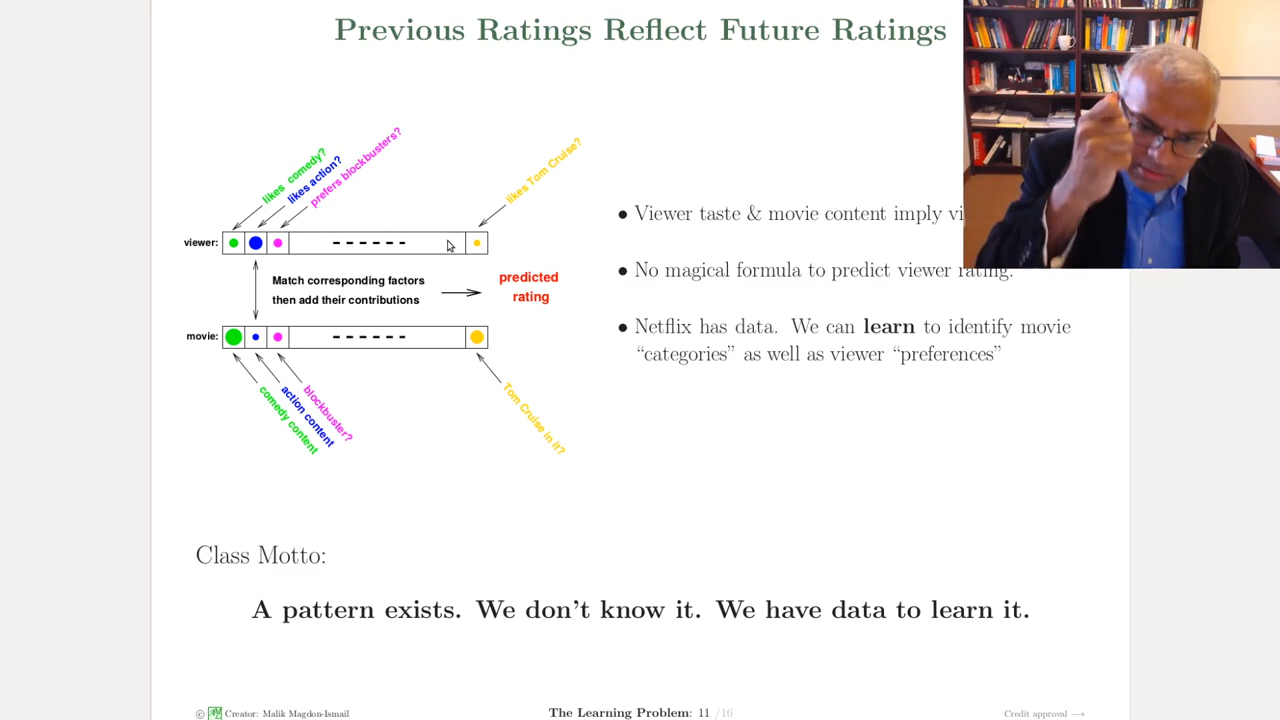 Previous Ratings Reflect Future Ratings
likes comedy?
likes action?
prefers blockbusters?
likes Tom Cruise?
viewer:
Match corresponding factors
then add their contributions
predicted
rating
movie:
comedy content
action content
blockbuster?
Tom Cruise in it?
• Viewer taste & movie content imply
• No magical formula to predict viewer rating.
• Netflix has data. We can learn to identify movie
“categories” as well as viewer “preferences”
Class Motto:
A pattern exists. We don’t know it. We have data to learn it.
© Creator: Malik Magdon-Ismail
The Learning Problem: 11 /16
Credit approval →